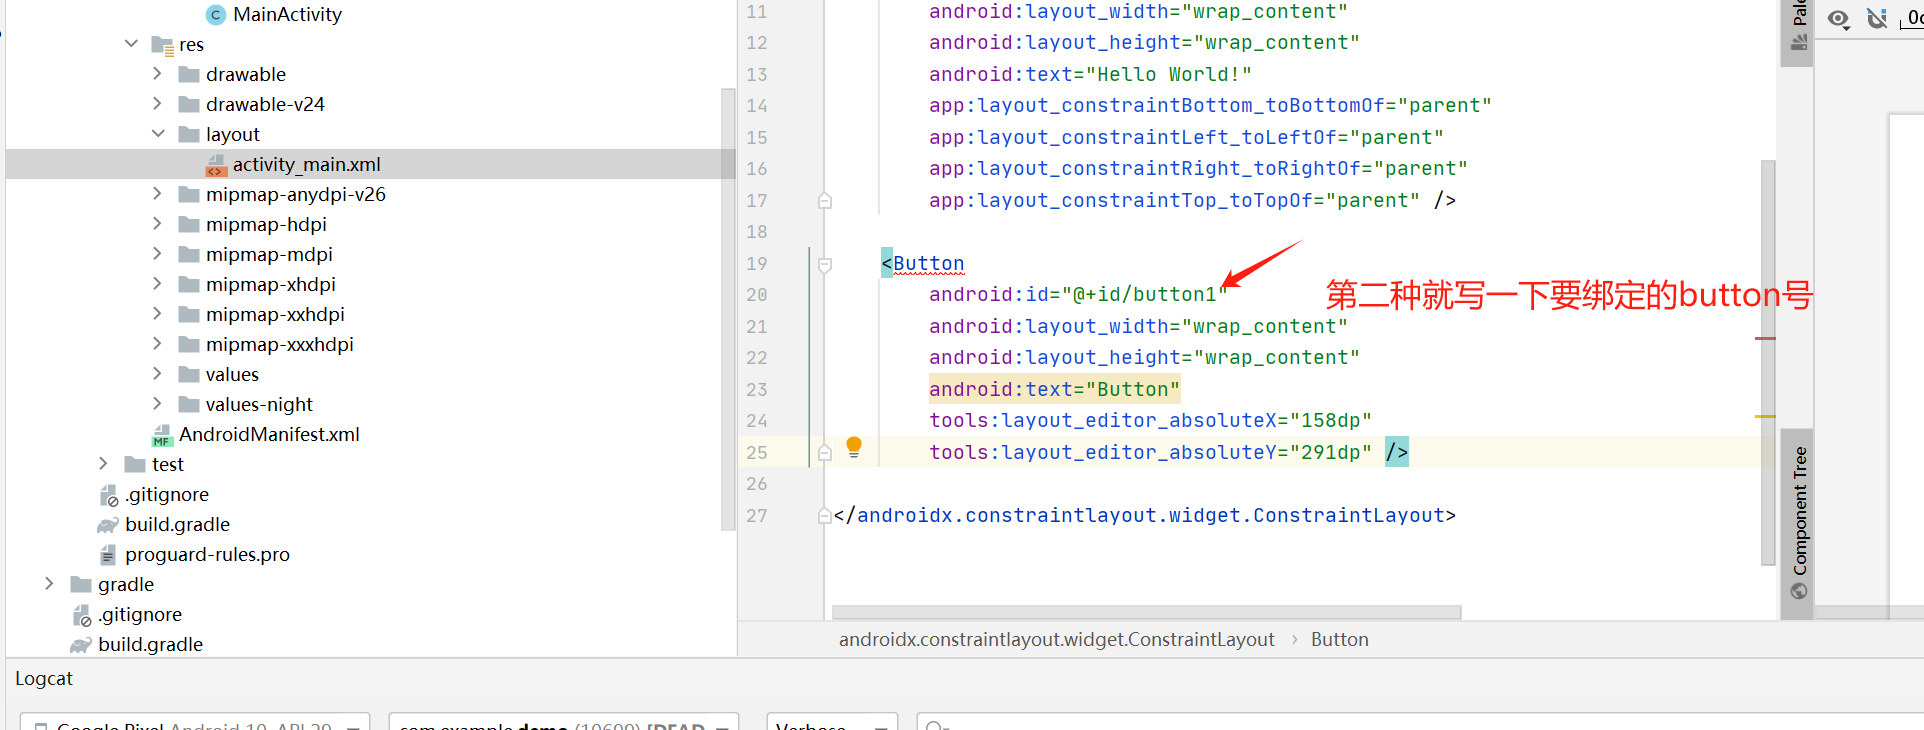 MainActivity
res
drawable
drawable-v24
layout
activity_main.xml
mipmap-anydpi-v26
mipmap-hdpi
mipmap-mdpi
mipmap-xhdpi
mipmap-xxhdpi
mipmap-xxxhdpi
values
values-night
AndroidManifest.xml
test
.gitignore
build.gradle
proguard-rules.pro
gradle
.gitignore
build.gradle
11 android:layout_width="wrap_content"
12 android:layout_height="wrap_content"
13 android:text="Hello World!"
14 app:layout_constraintBottom_toBottomOf="parent"
15 app:layout_constraintLeft_toLeftOf="parent"
16 app:layout_constraintRight_toRightOf="parent"
17 app:layout_constraintTop_toTopOf="parent" />
18
19 <Button
20 android:id="@+id/button1"
第二种就写一下要绑定的button号
21 android:layout_width="wrap_content"
22 android:layout_height="wrap_content"
23 android:text="Button"
24 tools:layout_editor_absoluteX="158dp"
25 tools:layout_editor_absoluteY="291dp" />
26
27 </androidx.constraintlayout.widget.ConstraintLayout>
androidx.constraintlayout.widget.ConstraintLayout › Button
Component Tree
Logcat
Google Pixel Android 10, API 29
com.example.demo (10699) [DEAD
Verbose